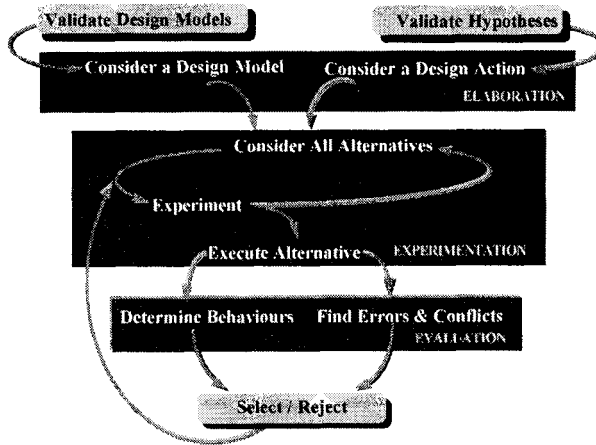 Validate Design Models
Validate Hypotheses
Consider a Design Model
Consider a Design Action
ELABORATION
Consider All Alternatives
Experiment
Execute Alternative
EXPERIMENTATION
Determine Behaviours
Find Errors & Conflicts
EVALUATION
Select / Reject